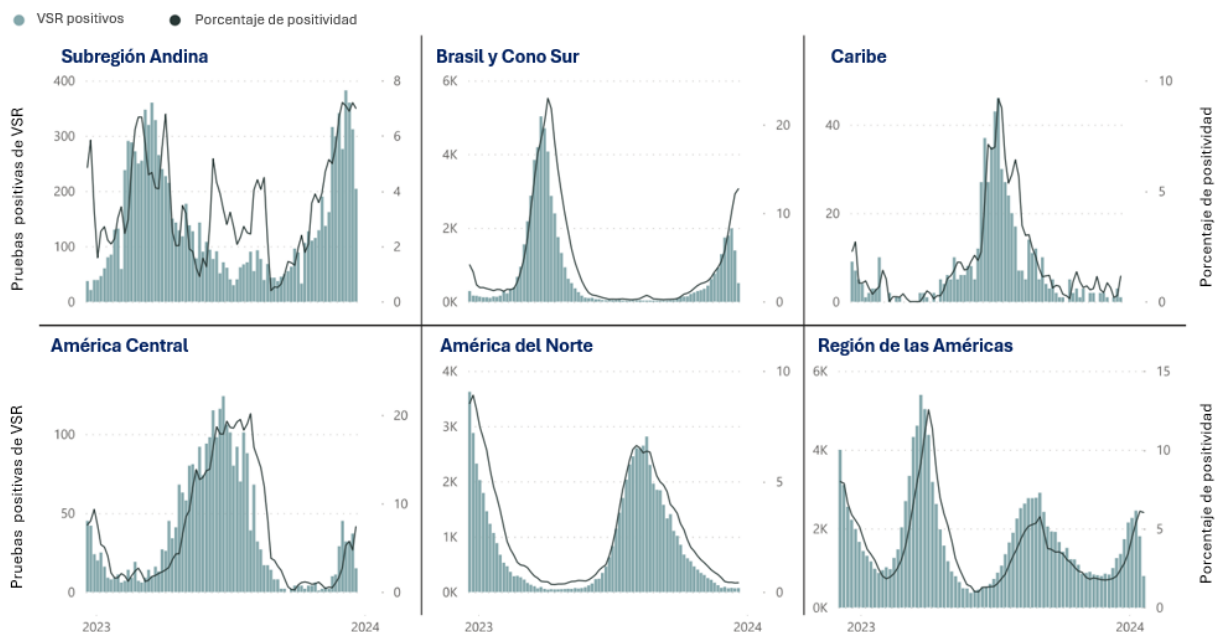 VSR positivos
Porcentaje de positividad
Subregión Andina
Brasil y Cono Sur
Caribe
Pruebas positivas de VSR
400
300
200
100
0
8
6
4
2
0
6K
4K
2K
0K
20
10
0
40
20
0
10
5
0
Porcentaje de positividad
América Central
América del Norte
Región de las Américas
Pruebas positivas de VSR
100
50
0
20
10
0
4K
3K
2K
1K
0K
10
5
0
6K
4K
2K
0K
15
10
5
0
Porcentaje de positividad
2023
2024
2023
2024
2023
2024